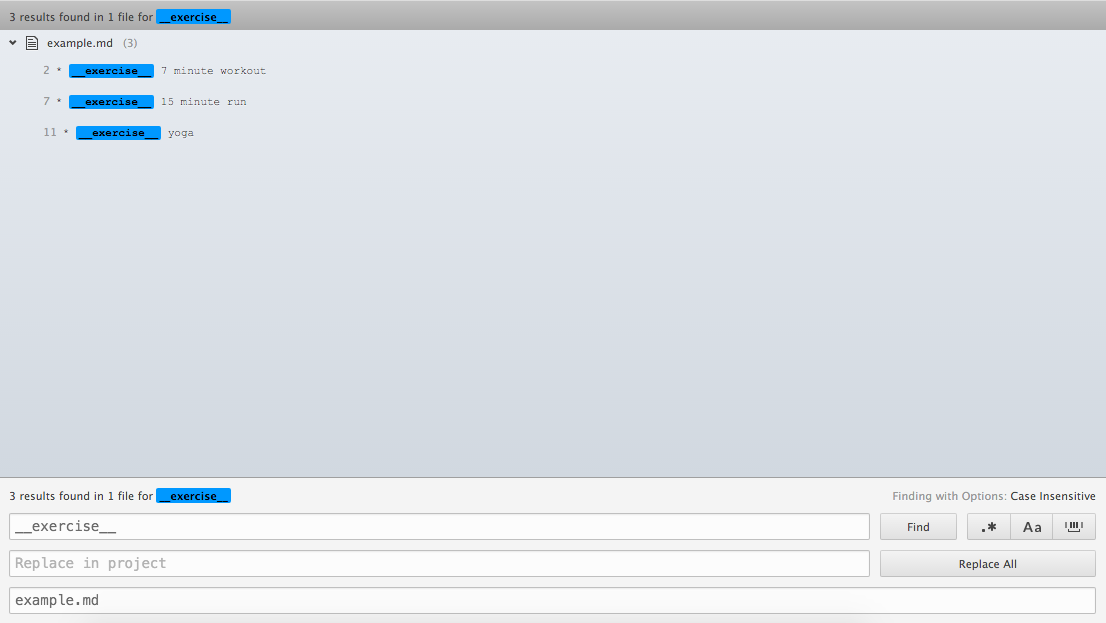 3 results found in 1 file for __exercise__
example.md (3)
2 * __exercise__ 7 minute workout
7 * __exercise__ 15 minute run
11 * __exercise__ yoga
3 results found in 1 file for __exercise__ Finding with Options: Case Insensitive
__exercise__ Find .* Aa
Replace in project Replace All
example.md